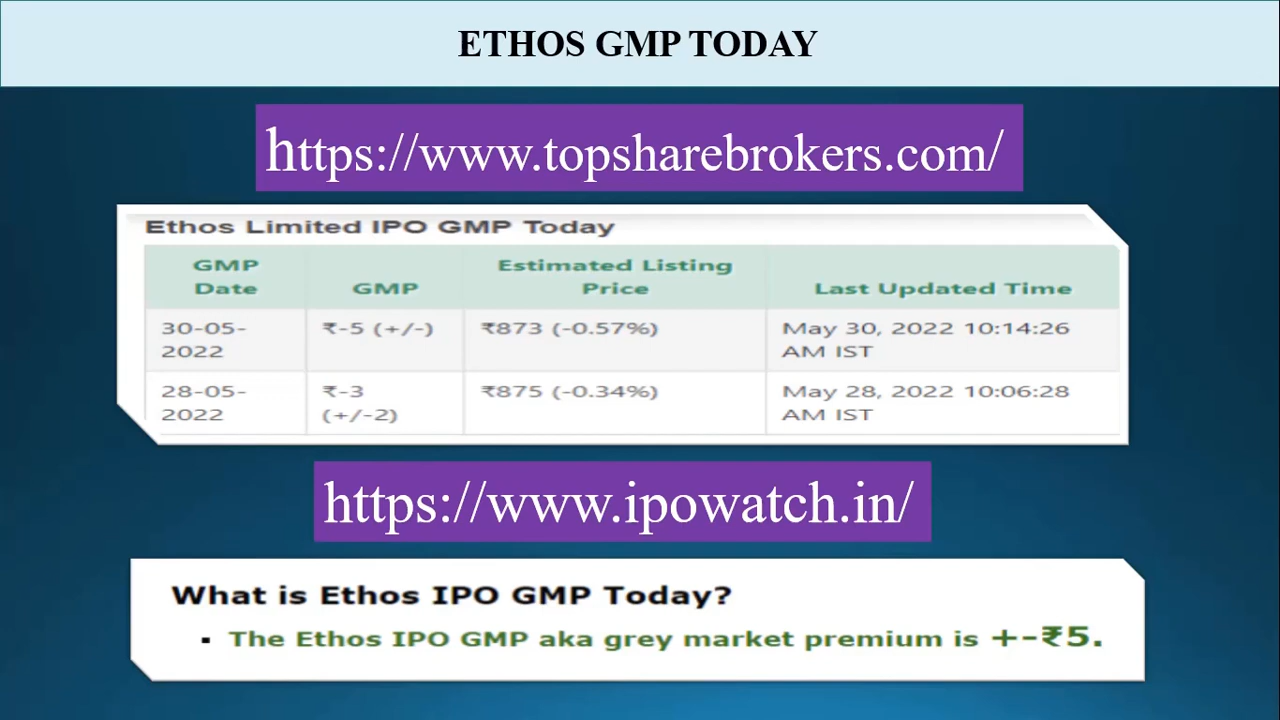 ETHOS GMP TODAY
https://www.topsharebrokers.com/
Ethos Limited IPO GMP Today
GMP Date GMP Estimated Listing Price Last Updated Time
30-05-2022 ₹-5 (+/-) ₹873 (-0.57%) May 30, 2022 10:14:26 AM IST
28-05-2022 ₹-3 (+/-2) ₹875 (-0.34%) May 28, 2022 10:06:28 AM IST
https://www.ipowatch.in/
What is Ethos IPO GMP Today?
▪ The Ethos IPO GMP aka grey market premium is +-₹5.